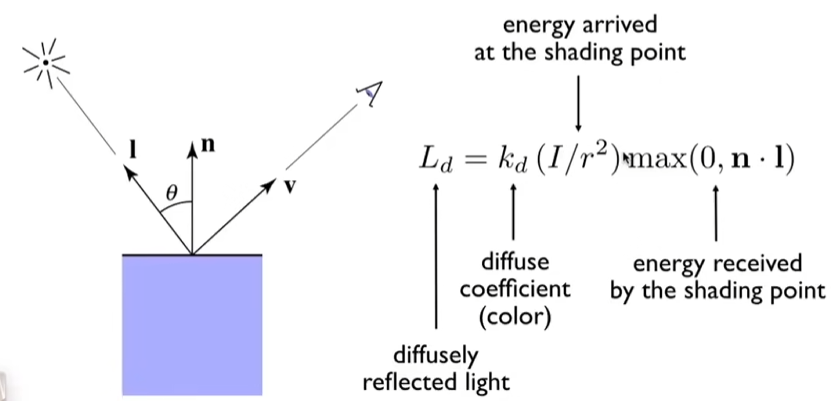 energy arrived
at the shading point
l
n
θ
v
L_d = k_d (I/r²) max(0, n · l)
diffuse
coefficient
(color)
energy received
by the shading point
diffusely
reflected light